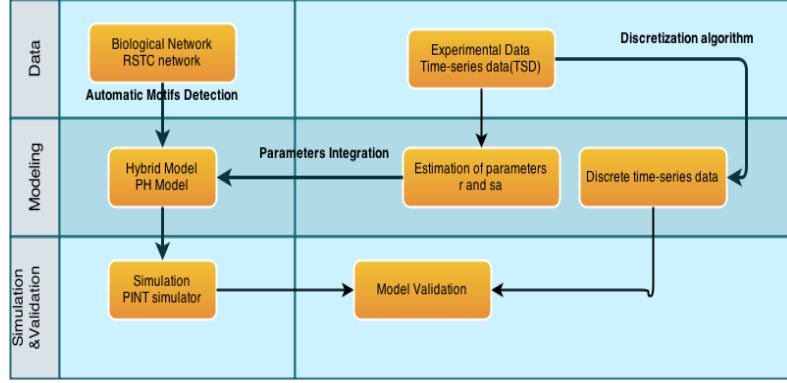 Data
Biological Network
RSTC network
Experimental Data
Time-series data(TSD)
Discretization algorithm
Automatic Motifs Detection
Modeling
Hybrid Model
PH Model
Parameters Integration
Estimation of parameters
r and sa
Discrete time-series data
Simulation
&Validation
Simulation
PINT simulator
Model Validation